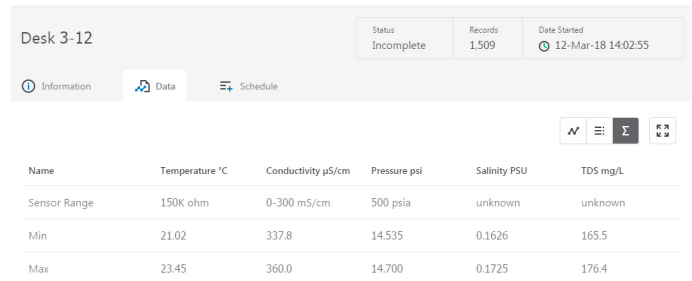 Desk 3-12
Status Records Date Started
Incomplete 1,509 12-Mar-18 14:02:55
Information Data Schedule
Σ
Name Temperature °C Conductivity µS/cm Pressure psi Salinity PSU TDS mg/L
Sensor Range 150K ohm 0-300 mS/cm 500 psia unknown unknown
Min 21.02 337.8 14.535 0.1626 165.5
Max 23.45 360.0 14.700 0.1725 176.4